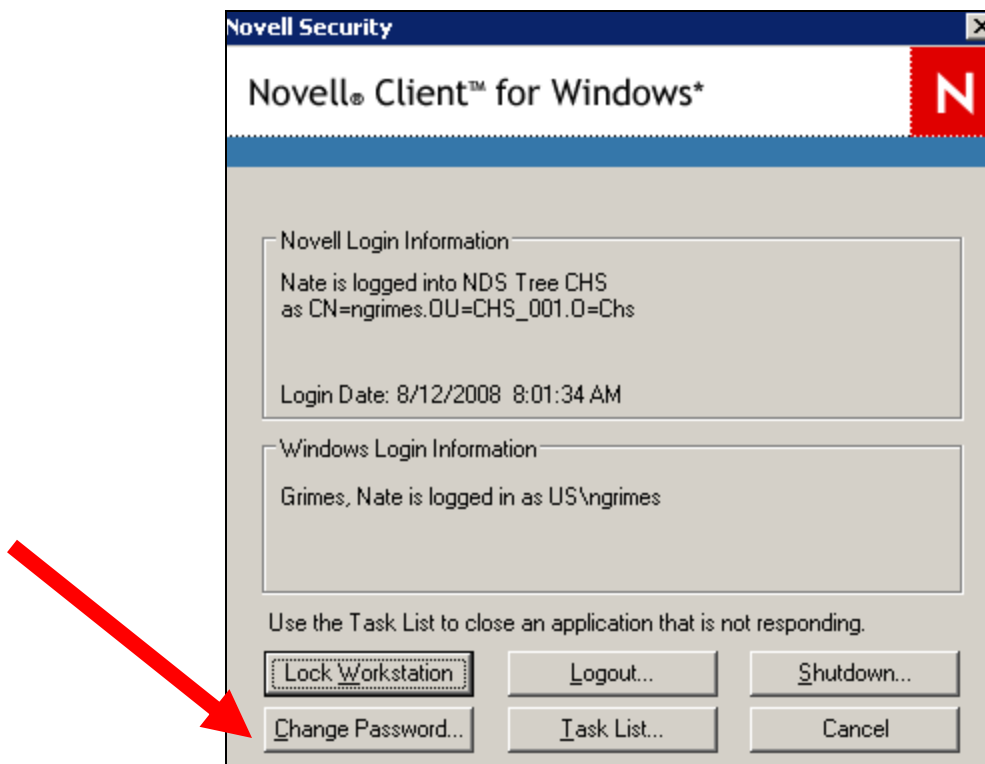 Novell Security
Novell® Client™ for Windows*
N
Novell Login Information
Nate is logged into NDS Tree CHS
as CN=ngrimes.OU=CHS_001.O=Chs
Login Date: 8/12/2008 8:01:34 AM
Windows Login Information
Grimes, Nate is logged in as US\ngrimes
Use the Task List to close an application that is not responding.
Lock Workstation Logout... Shutdown...
Change Password... Task List... Cancel